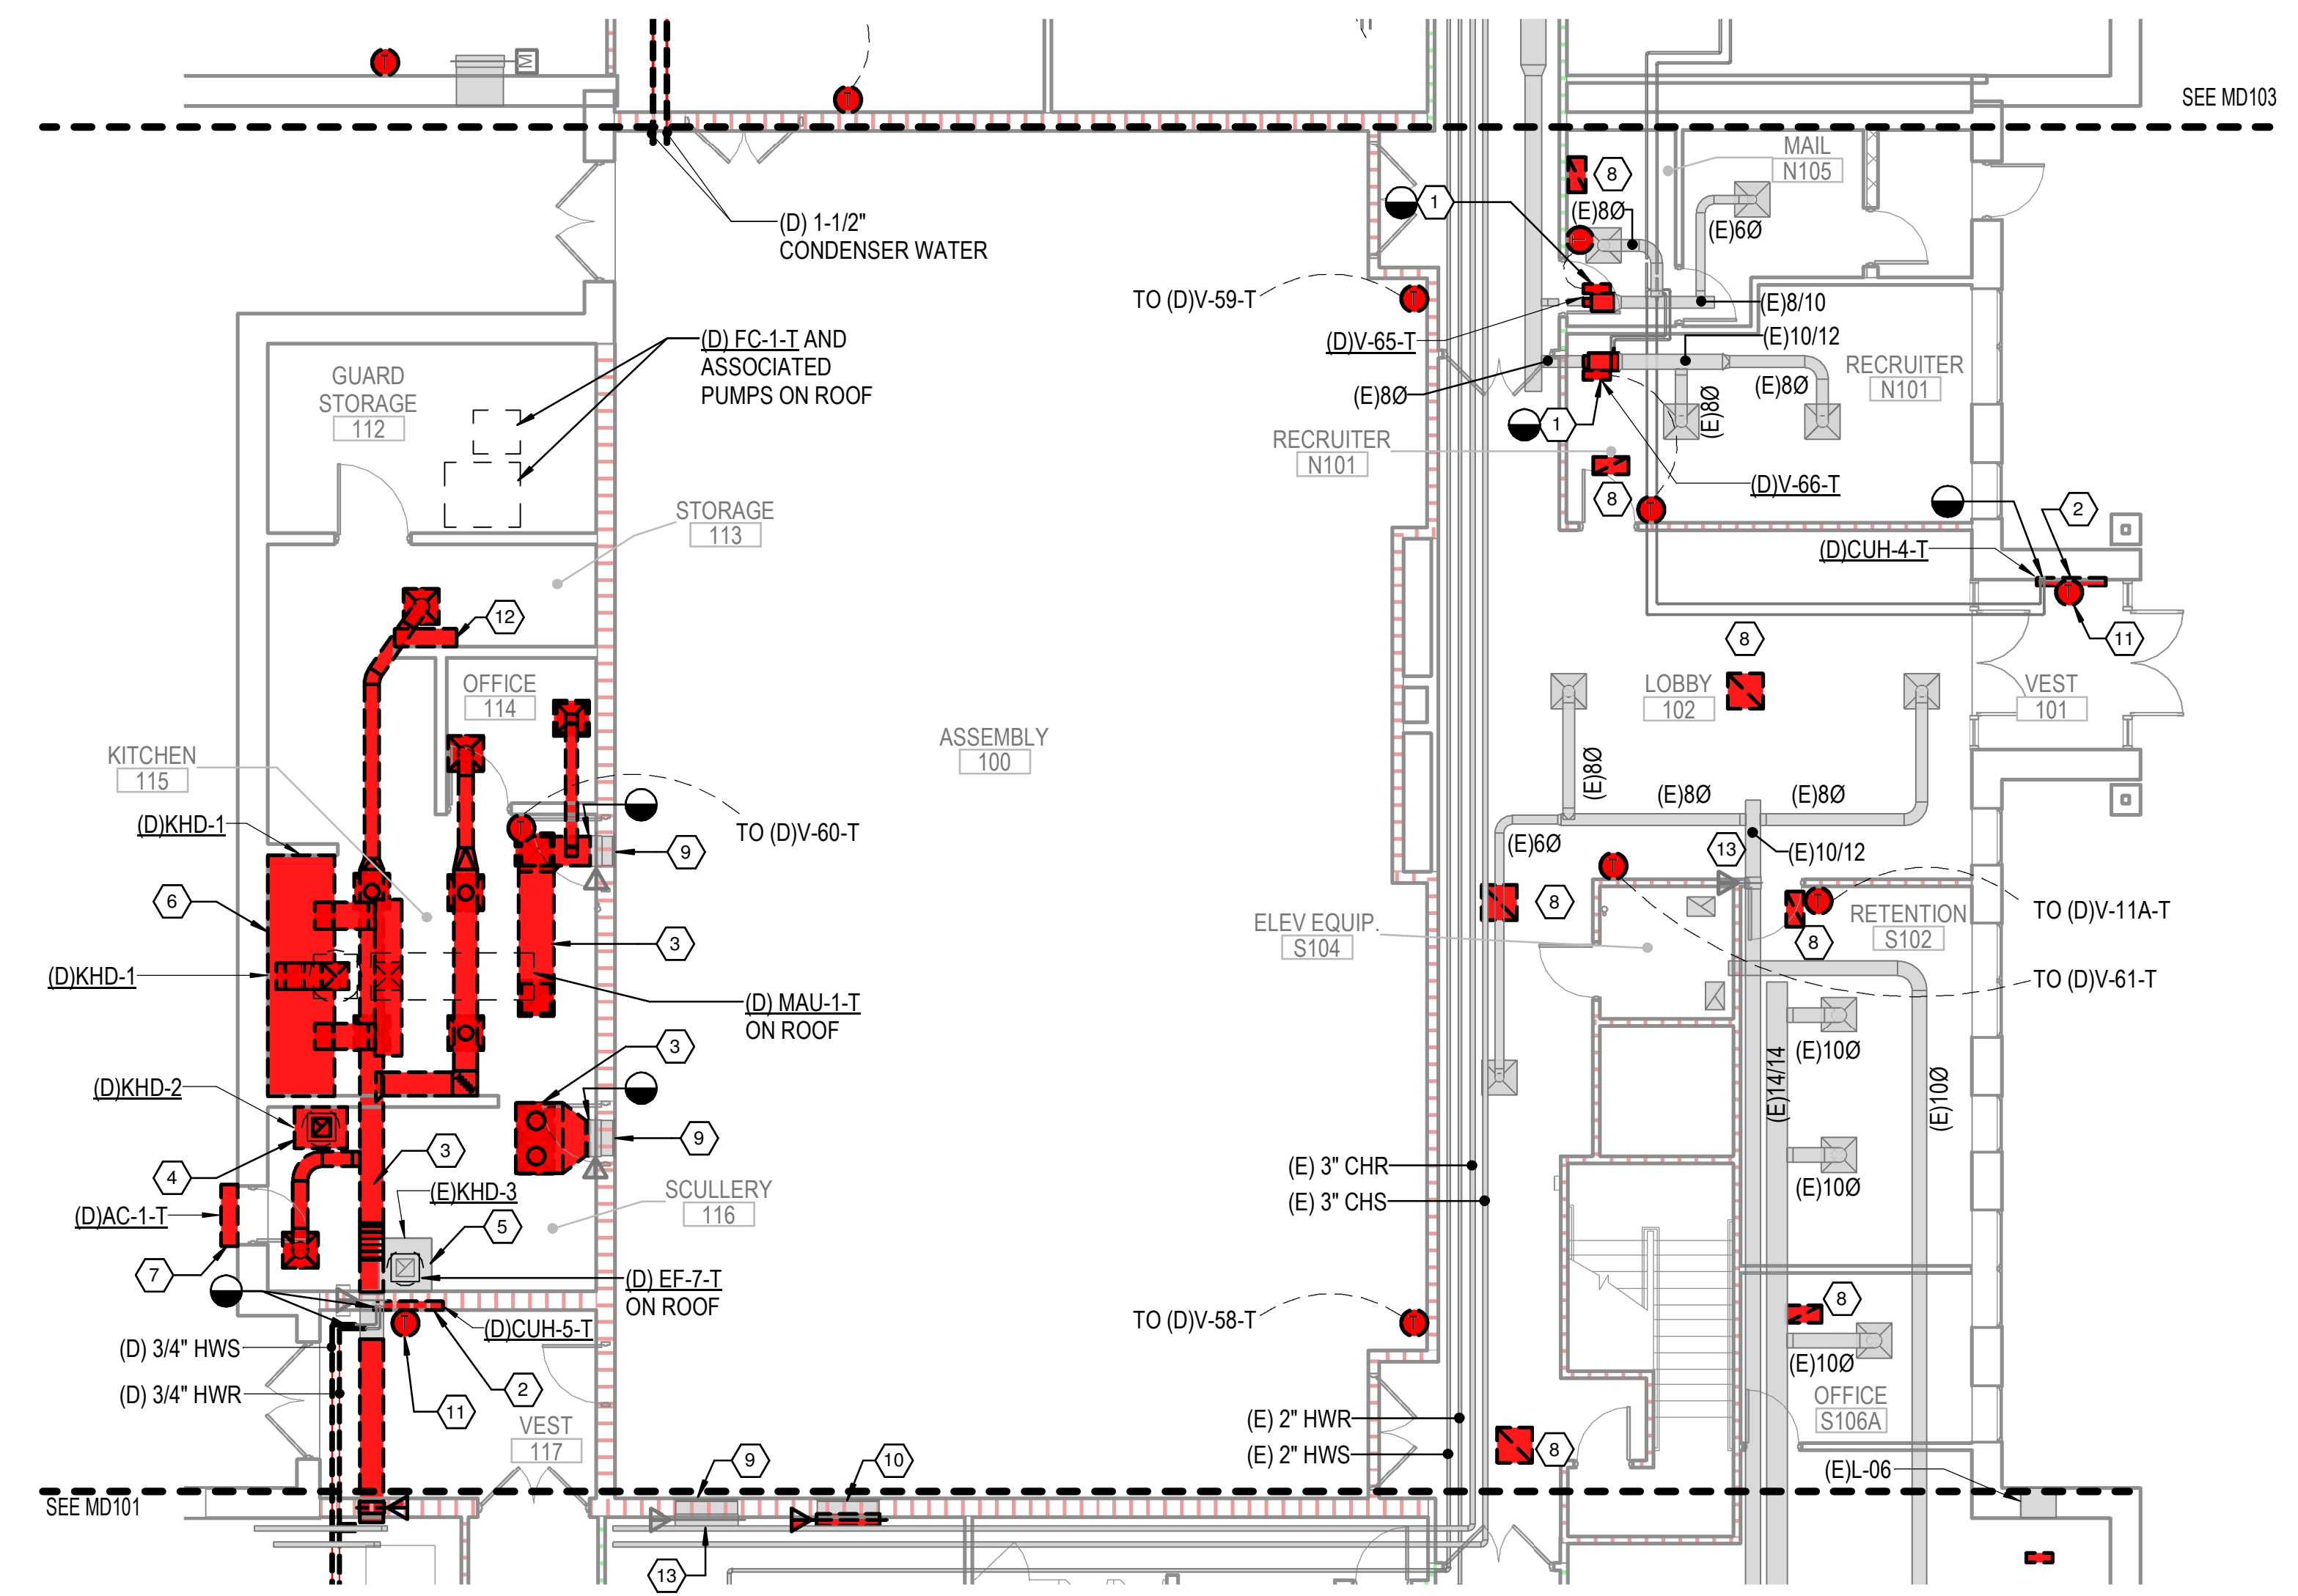 M
T
T
SEE MD103
MAIL
N105
8
1
(E)8Ø
(E)6Ø
T
(D) 1-1/2"
CONDENSER WATER
TO (D)V-59-T
T
(E)8/10
(D)V-65-T
(E)10/12
(D) FC-1-T AND
ASSOCIATED
PUMPS ON ROOF
GUARD
STORAGE
112
RECRUITER
N101
(E)8Ø
(E)8Ø
(E)8Ø
1
RECRUITER
N101
8
(D)V-66-T
T
STORAGE
113
2
(D)CUH-4-T
T
11
12
8
OFFICE
114
LOBBY
102
VEST
101
ASSEMBLY
100
KITCHEN
115
(D)KHD-1
T
TO (D)V-60-T
9
(E)8Ø
(E)8Ø
(E)8Ø
(E)6Ø
13
(E)10/12
T
6
8
T
RETENTION
S102
TO (D)V-11A-T
8
ELEV EQUIP.
S104
3
(D)KHD-1
TO (D)V-61-T
(D) MAU-1-T
ON ROOF
3
(E)10Ø
(E)14/14
(E)10Ø
(D)KHD-2
9
3
4
(E) 3" CHR
(E) 3" CHS
(E)10Ø
(E)KHD-3
SCULLERY
116
(D)AC-1-T
5
7
(D) EF-7-T
ON ROOF
8
T
(D)CUH-5-T
TO (D)V-58-T
T
(D) 3/4" HWS
(D) 3/4" HWR
2
11
(E)10Ø
OFFICE
S106A
VEST
117
(E) 2" HWR
(E) 2" HWS
9
10
8
(E)L-06
SEE MD101
13